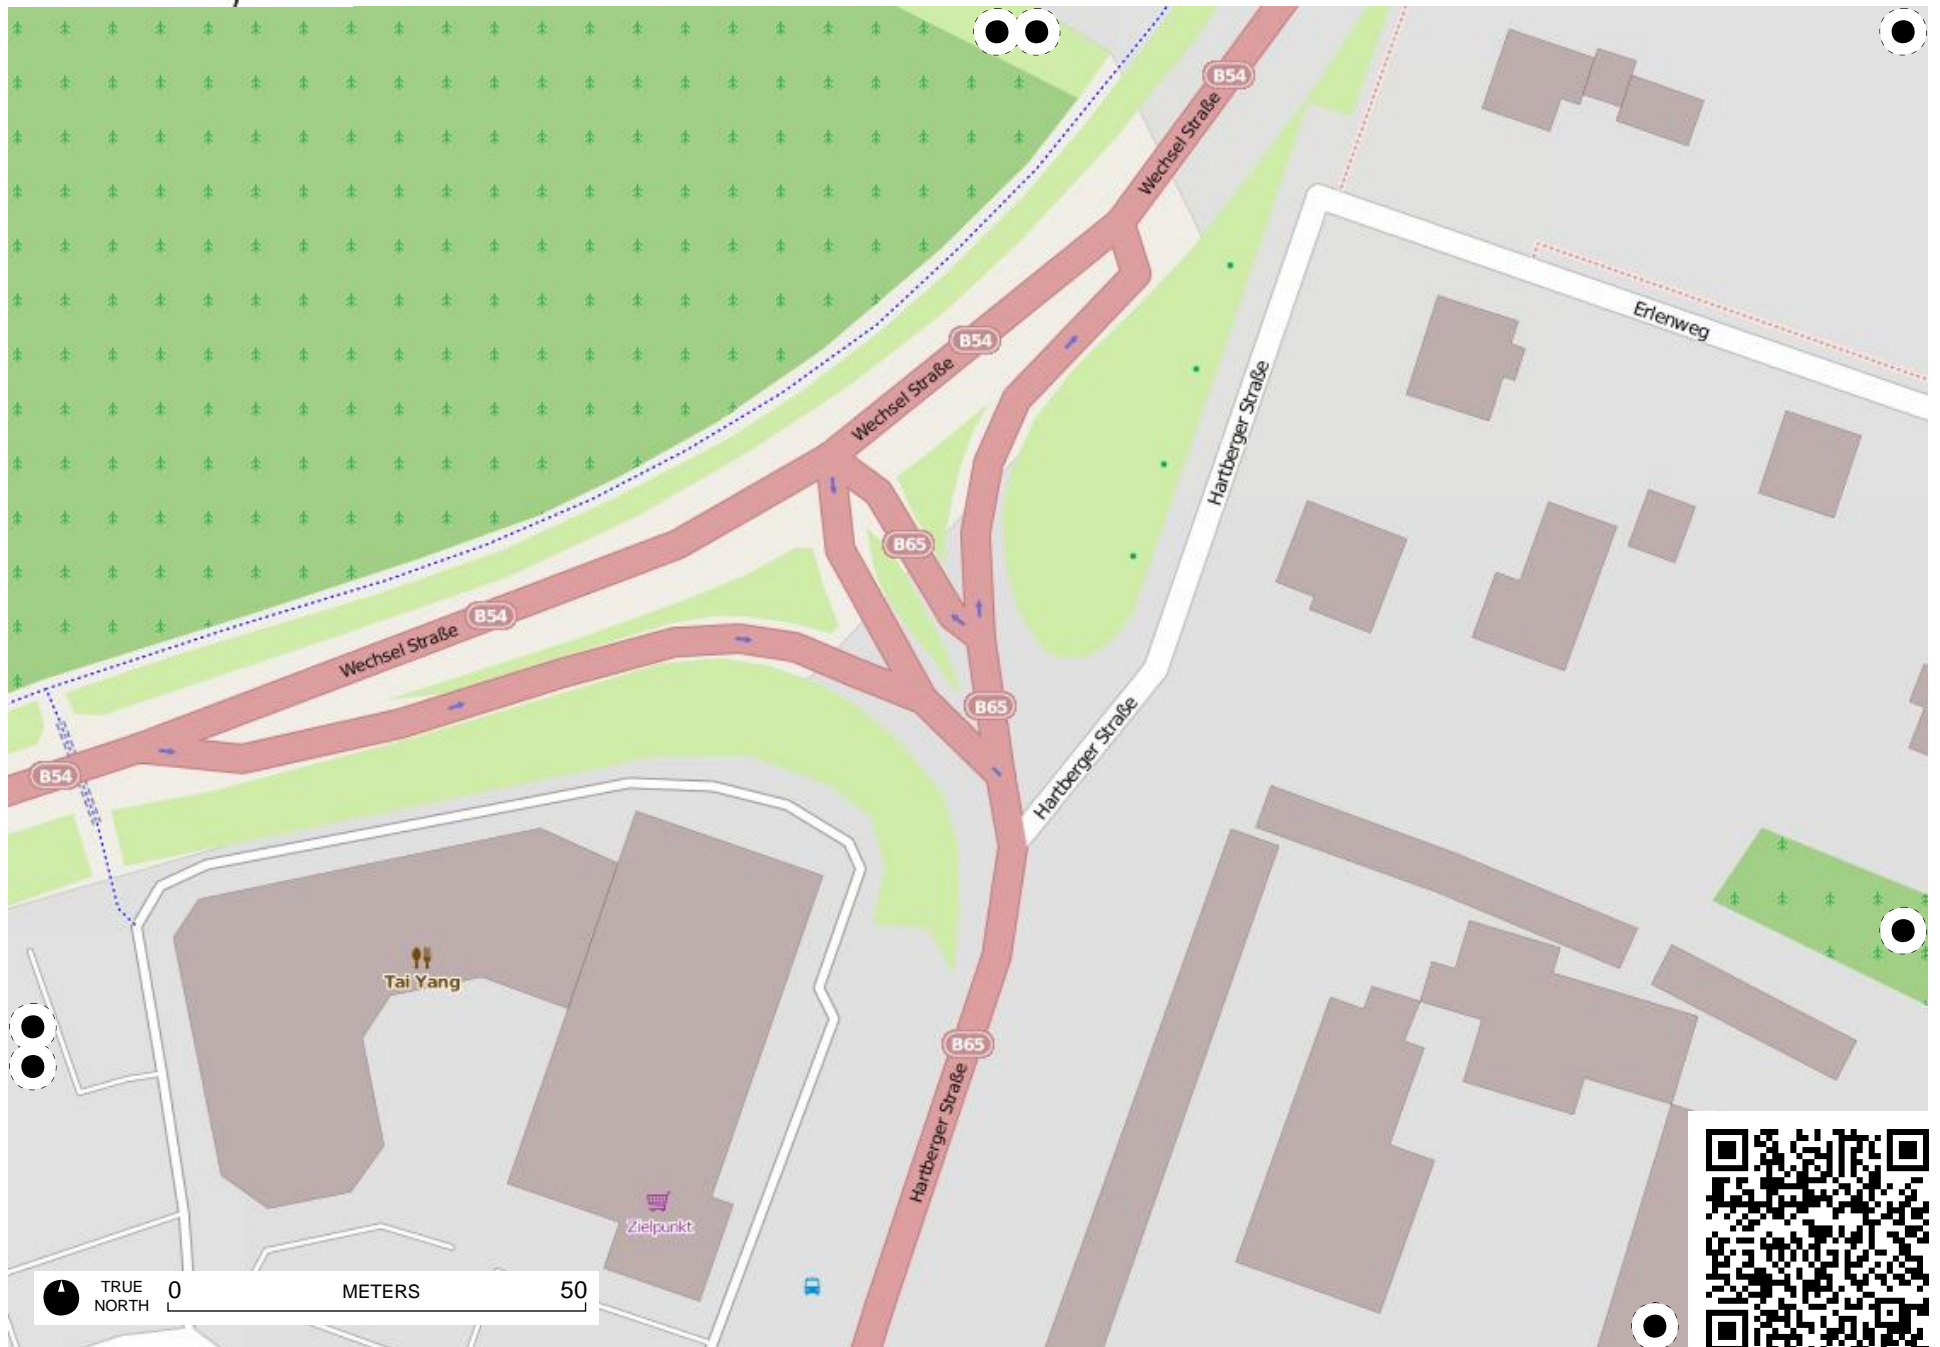 B54
Wechsel Straße
B54
Wechsel Straße
Erlenweg
Hartberger Straße
B65
B54
Wechsel Straße
B65
Hartberger Straße
B54
Tai Yang
B65
Hartberger Straße
Zielpunkt
TRUE NORTH
0
METERS
50